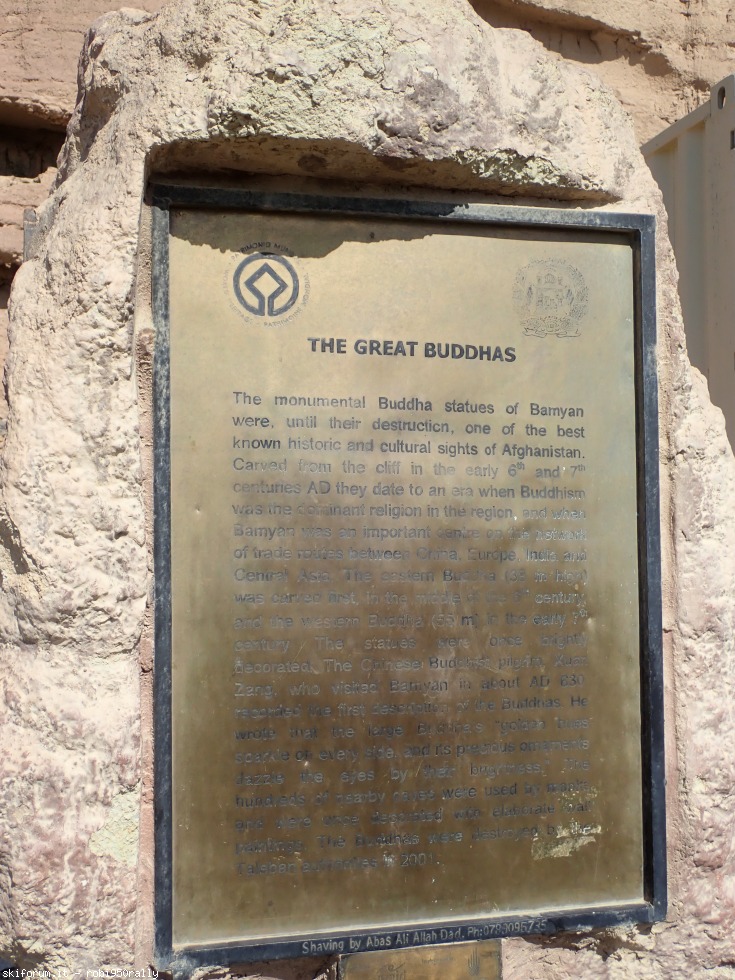 PATRIMONIO MUNDIAL
THE GREAT BUDDHAS
The monumental Buddha statues of Bamyan
were, until their destruction, one of the best
known historic and cultural sights of Afghanistan.
Carved from the cliff in the early 6th and 7th
centuries AD they date to an era when Buddhism
was the dominant religion in the region, and when
Bamyan was an important centre on the network
of trade routes between China, Europe, India and
Central Asia. The eastern Buddha (38 m high)
was carved first, in the middle of the 6th century,
and the western Buddha (55 m) in the early 7th
century. The statues were once brightly
decorated. The Chinese Buddhist pilgrim, Xuan
Zang, who visited Bamyan in about AD 630,
recorded the first description of the Buddhas. He
wrote that the large Buddha's "golden hues
sparkle on every side, and its precious ornaments
dazzle the eyes by their brightness." The
hundreds of nearby caves were used by monks
and were once decorated with elaborate wall
paintings. The Buddhas were destroyed by the
Taleban authorities in 2001.
Shaving by Abas Ali Allah Dad, Ph:0799095735
skiforum.it - robi950rally